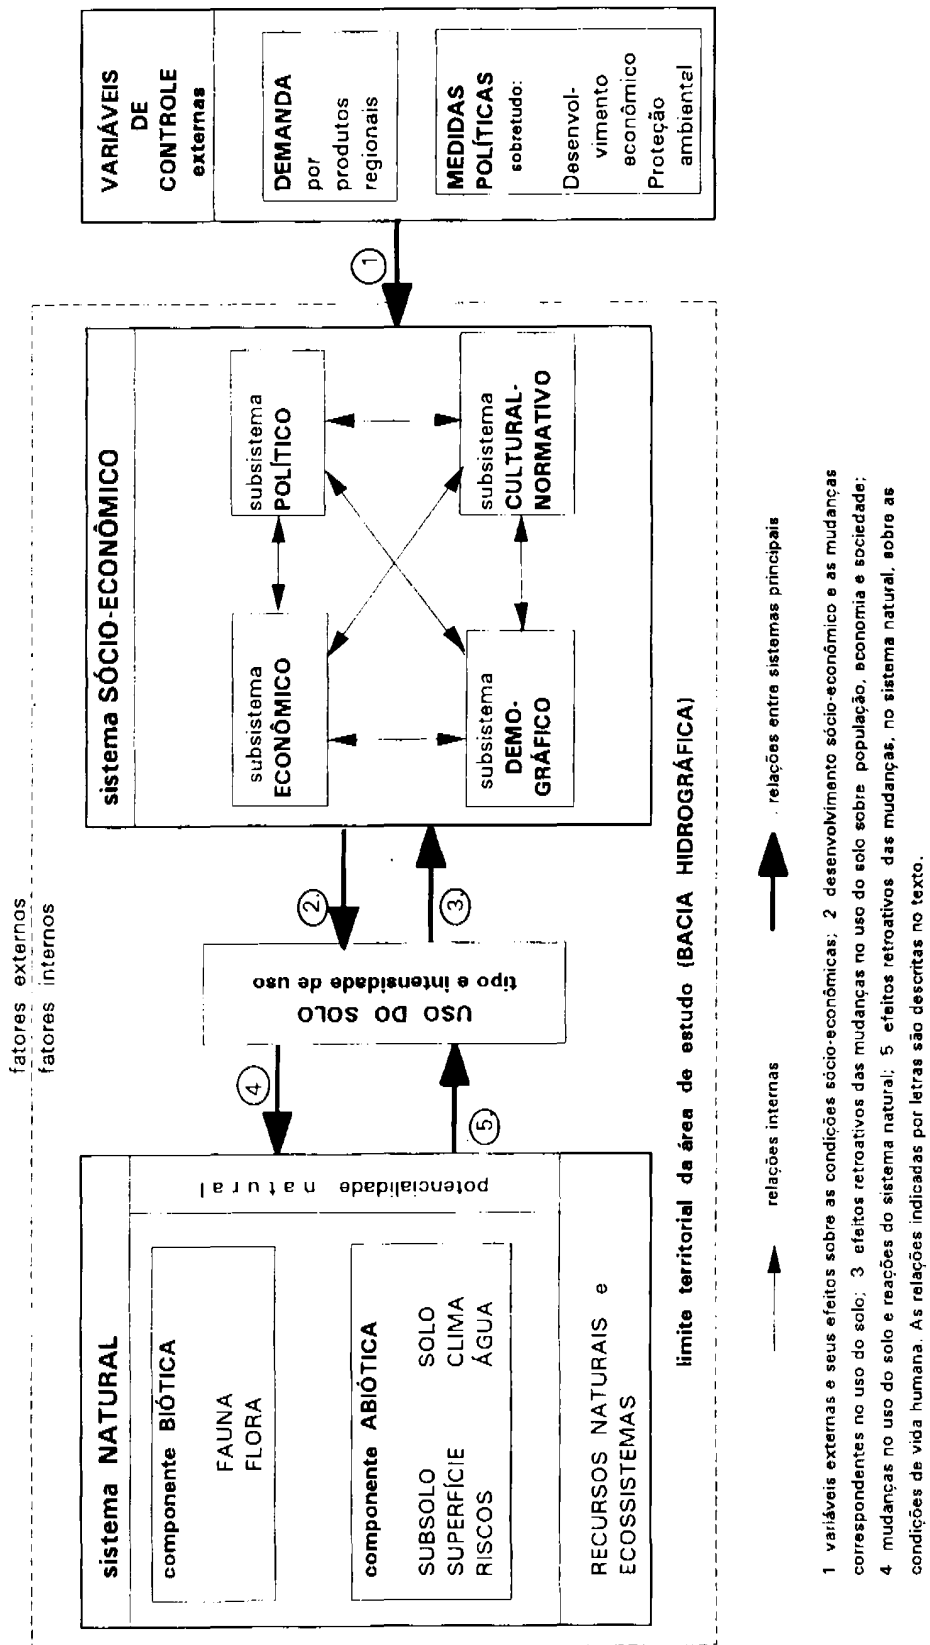 fatores externos
fatores internos
sistema NATURAL
componente BIÓTICA
FAUNA
FLORA
componente ABIÓTICA
SUBSOLO SOLO
SUPERFÍCIE CLIMA
RISCOS ÁGUA
RECURSOS NATURAIS e
ECOSSISTEMAS
potencialidade natural
4
5.
USO DO SOLO
tipo e intensidade de uso
2.
3.
sistema SÓCIO-ECONÔMICO
subsistema
ECONÔMICO
subsistema
POLÍTICO
subsistema
DEMO-
GRÁFICO
subsistema
CULTURAL-
NORMATIVO
1
VARIÁVEIS
DE
CONTROLE
externas
DEMANDA
por
produtos
regionais
MEDIDAS
POLÍTICAS
sobretudo:
Desenvol-
vimento
econômico
Proteção
ambiental
limite territorial da área de estudo (BACIA HIDROGRÁFICA)
relações internas
relações entre sistemas principais
1 variáveis externas e seus efeitos sobre as condições sócio-econômicas; 2 desenvolvimento sócio-econômico e as mudanças
correspondentes no uso do solo; 3 efeitos retroativos das mudanças no uso do solo sobre população, economia e sociedade;
4 mudanças no uso do solo e reações do sistema natural; 5 efeitos retroativos das mudanças, no sistema natural, sobre as
condições de vida humana. As relações indicadas por letras são descritas no texto.